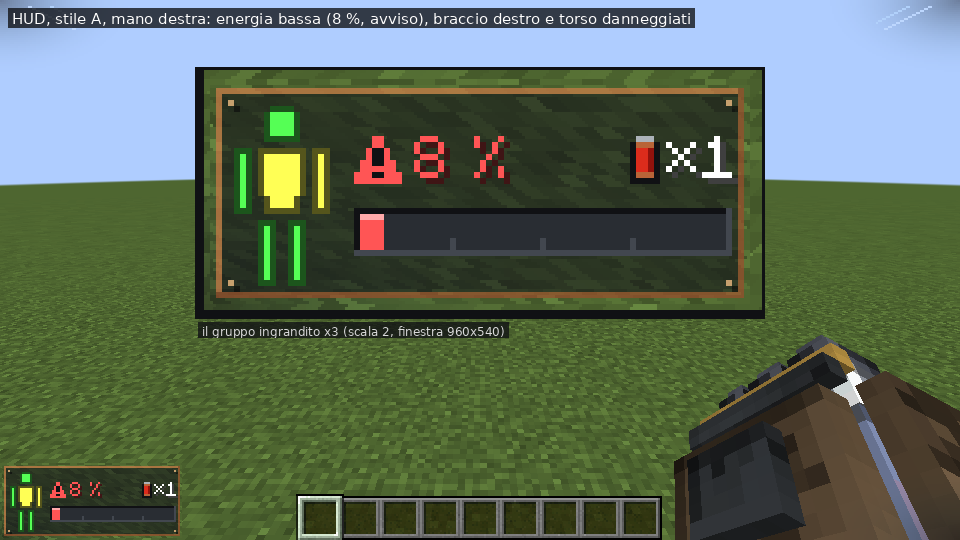 HUD, stile A, mano destra: energia bassa (8 %, avviso), braccio destro e torso danneggiati
8 % x1
il gruppo ingrandito x3 (scala 2, finestra 960x540)
8 % x1